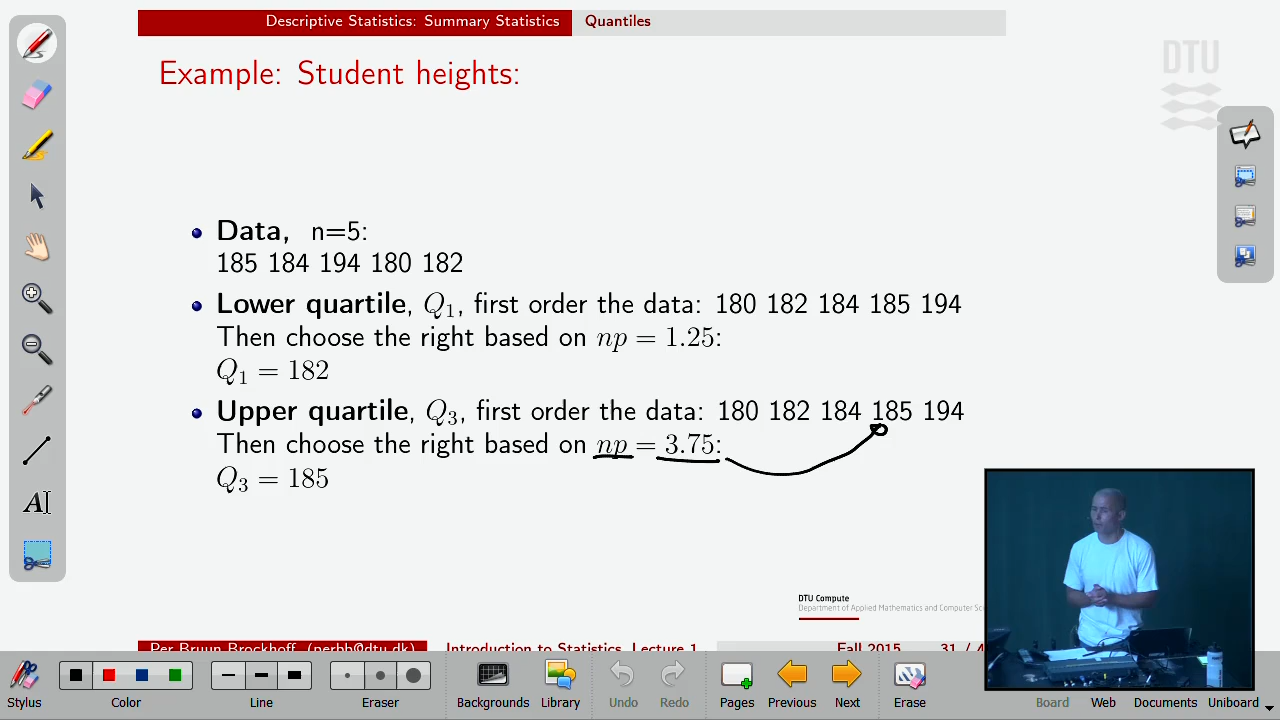 Descriptive Statistics: Summary Statistics Quantiles
DTU
Example: Student heights:
Data, n=5:
185 184 194 180 182
Lower quartile, Q1, first order the data: 180 182 184 185 194
Then choose the right based on np = 1.25:
Q1 = 182
Upper quartile, Q3, first order the data: 180 182 184 185 194
Then choose the right based on np = 3.75:
Q3 = 185
DTU Compute
Department of Applied Mathematics and Computer
Per Bruun Brockhoff (perbb@dtu.dk) Introduction to Statistics, Lecture 1 Fall 2015 31 / 4
A
Stylus Color Line Eraser Backgrounds Library Undo Redo Pages Previous Next Erase Board Web Documents Uniboard